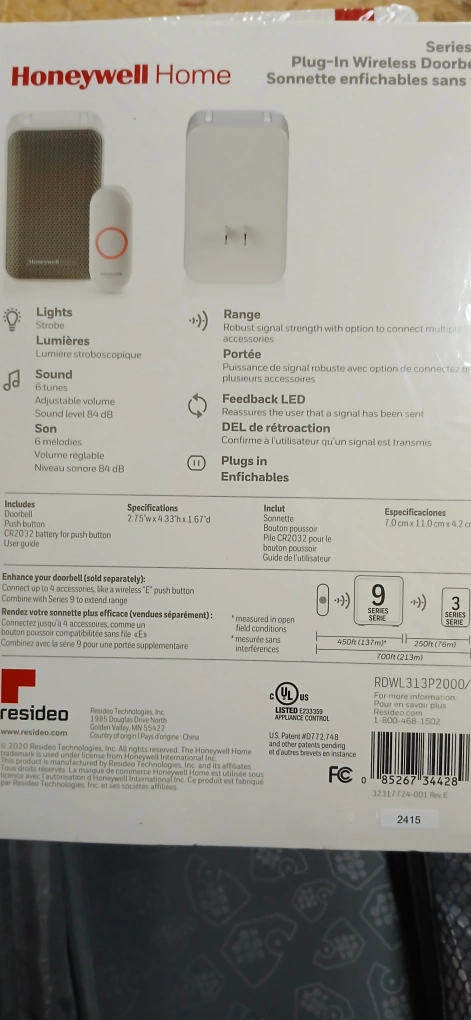 Series
Plug-In Wireless Doorbe
Sonnette enfichables sans
Honeywell Home
Honeywell
Lights
Strobe
Lumières
Lumière stroboscopique
Sound
6 tunes
Adjustable volume
Sound level 84 dB
Son
6 mélodies
Volume réglable
Niveau sonore 84 dB
Range
Robust signal strength with option to connect multiple
accessories
Portée
Puissance de signal robuste avec option de connectez
plusieurs accessoires
Feedback LED
Reassures the user that a signal has been sent
DEL de rétroaction
Confirme à l'utilisateur qu'un signal est transmis
Plugs in
Enfichables
Includes
Doorbell
Push button
CR2032 battery for push button
User guide
Specifications
2.75"w x 4.33"h x 1.67"d
Inclut
Sonnette
Bouton poussoir
Pile CR2032 pour le
bouton poussoir
Guide de l'utilisateur
Especificaciones
7.0 cm x 11.0 cm x 4.2 c
Enhance your doorbell (sold separately):
Connect up to 4 accessories, like a wireless "E" push button
Combine with Series 9 to extend range
Rendez votre sonnette plus efficace (vendues séparément):
Connectez jusqu'à 4 accessoires, comme un
bouton poussoir compatibilité sans file «E»
Combinez avec la série 9 pour une portée supplementaire
* measured in open
field conditions
* mesurée sans
interférences
9
SERIES
SÉRIE
3
SERIES
SÉRIE
450ft (137m)*
250ft (76m)
700ft (213m)
resideo
www.resideo.com
Resideo Technologies, Inc.
1985 Douglas Drive North
Golden Valley, MN 55422
Country of origin | Pays d'origine: China
© 2020 Resideo Technologies, Inc. All rights reserved. The Honeywell Home
trademark is used under license from Honeywell International Inc.
This product is manufactured by Resideo Technologies, Inc. and its affiliates.
Tous droits réservés. La marque de commerce Honeywell Home est utilisée sous
licence avec l'autorisation d'Honeywell International Inc. Ce produit est fabriqué
par Resideo Technologies, Inc. et ses sociétés affiliées.
C UL US
LISTED E233359
APPLIANCE CONTROL
U.S. Patent #D772,748
and other patents pending
et d'autres brevets en instance
FC
RDWL313P2000/
For more information:
Pour en savoir plus
Resideo.com
1-800-468-1502
0 85267 34428
32317724-001 Rev E
2415